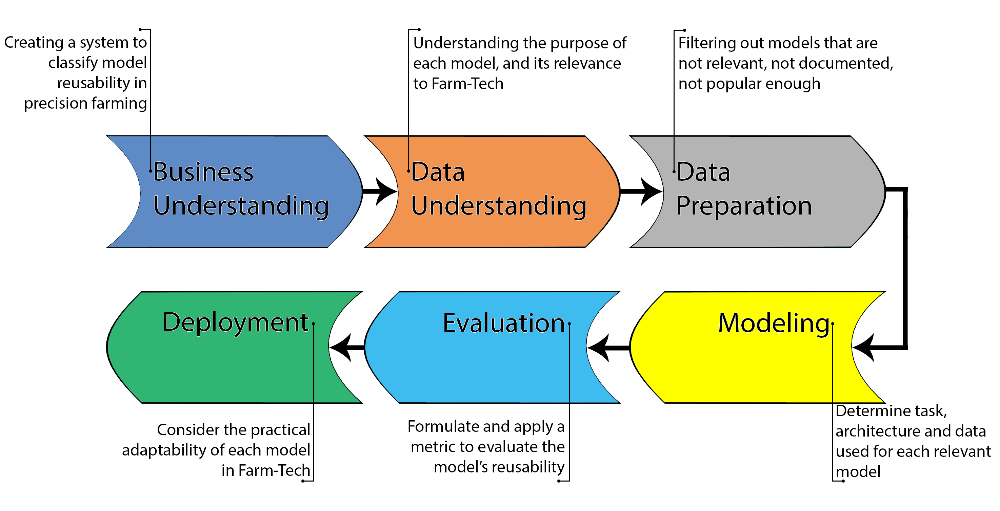 Creating a system to
classify model
reusability in
precision farming
Understanding the purpose of
each model, and its relevance
to Farm-Tech
Filtering out models that are
not relevant, not documented,
not popular enough
Business
Understanding
Data
Understanding
Data
Preparation
Modeling
Evaluation
Deployment
Determine task,
architecture and data
used for each relevant
model
Formulate and apply a
metric to evaluate the
model’s reusability
Consider the practical
adaptability of each model
in Farm-Tech